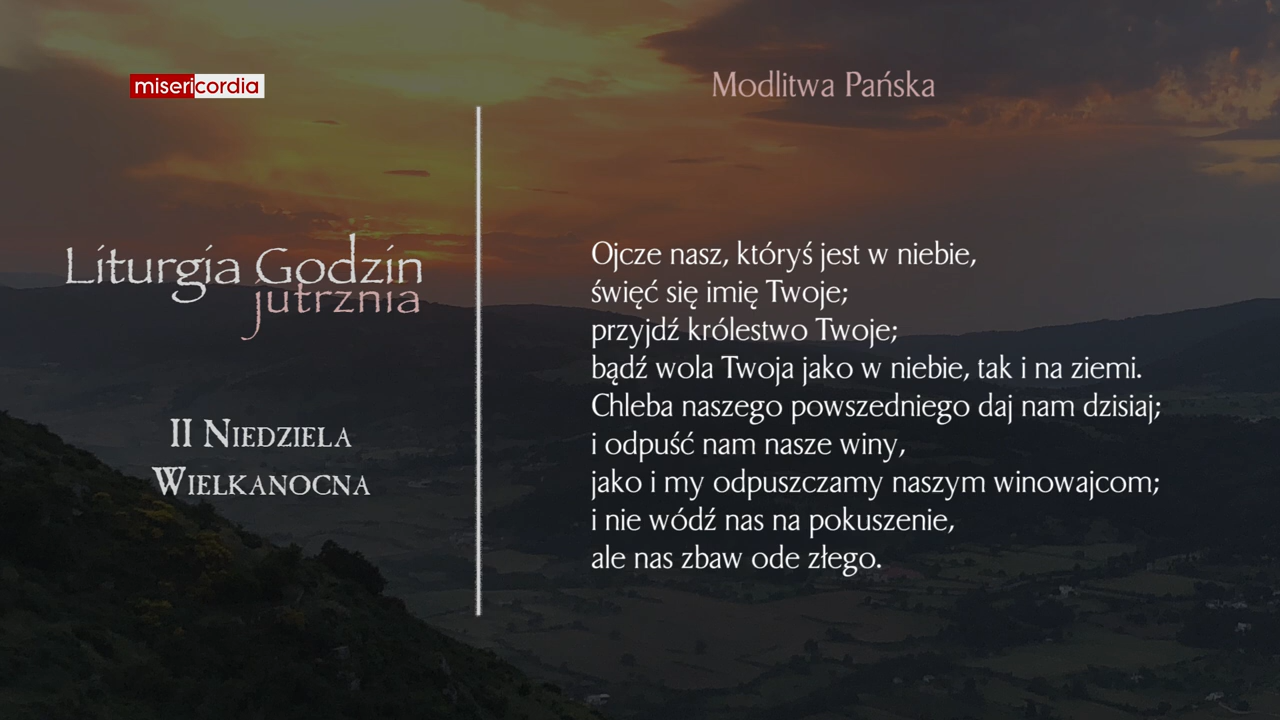 misericordia
Liturgia Godzin
jutrznia
II Niedziela
Wielkanocna
Modlitwa Pańska
Ojcze nasz, któryś jest w niebie,
święć się imię Twoje;
przyjdź królestwo Twoje;
bądź wola Twoja jako w niebie, tak i na ziemi.
Chleba naszego powszedniego daj nam dzisiaj;
i odpuść nam nasze winy,
jako i my odpuszczamy naszym winowajcom;
i nie wódź nas na pokuszenie,
ale nas zbaw ode złego.